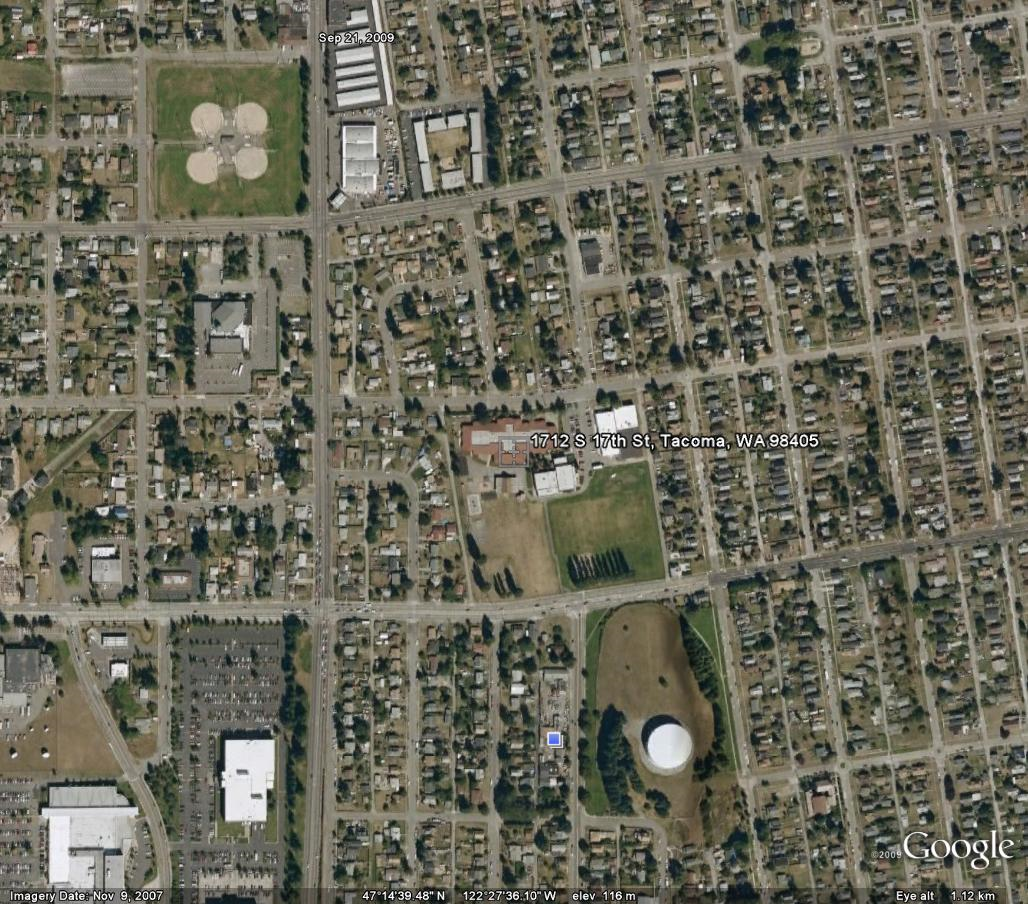 Sep 21, 2009
1712 S 17th St, Tacoma, WA 98405
©2009 Google
Imagery Date: Nov 9, 2007 47°14'39.48" N 122°27'36.10" W elev 116 m Eye alt 1.12 km